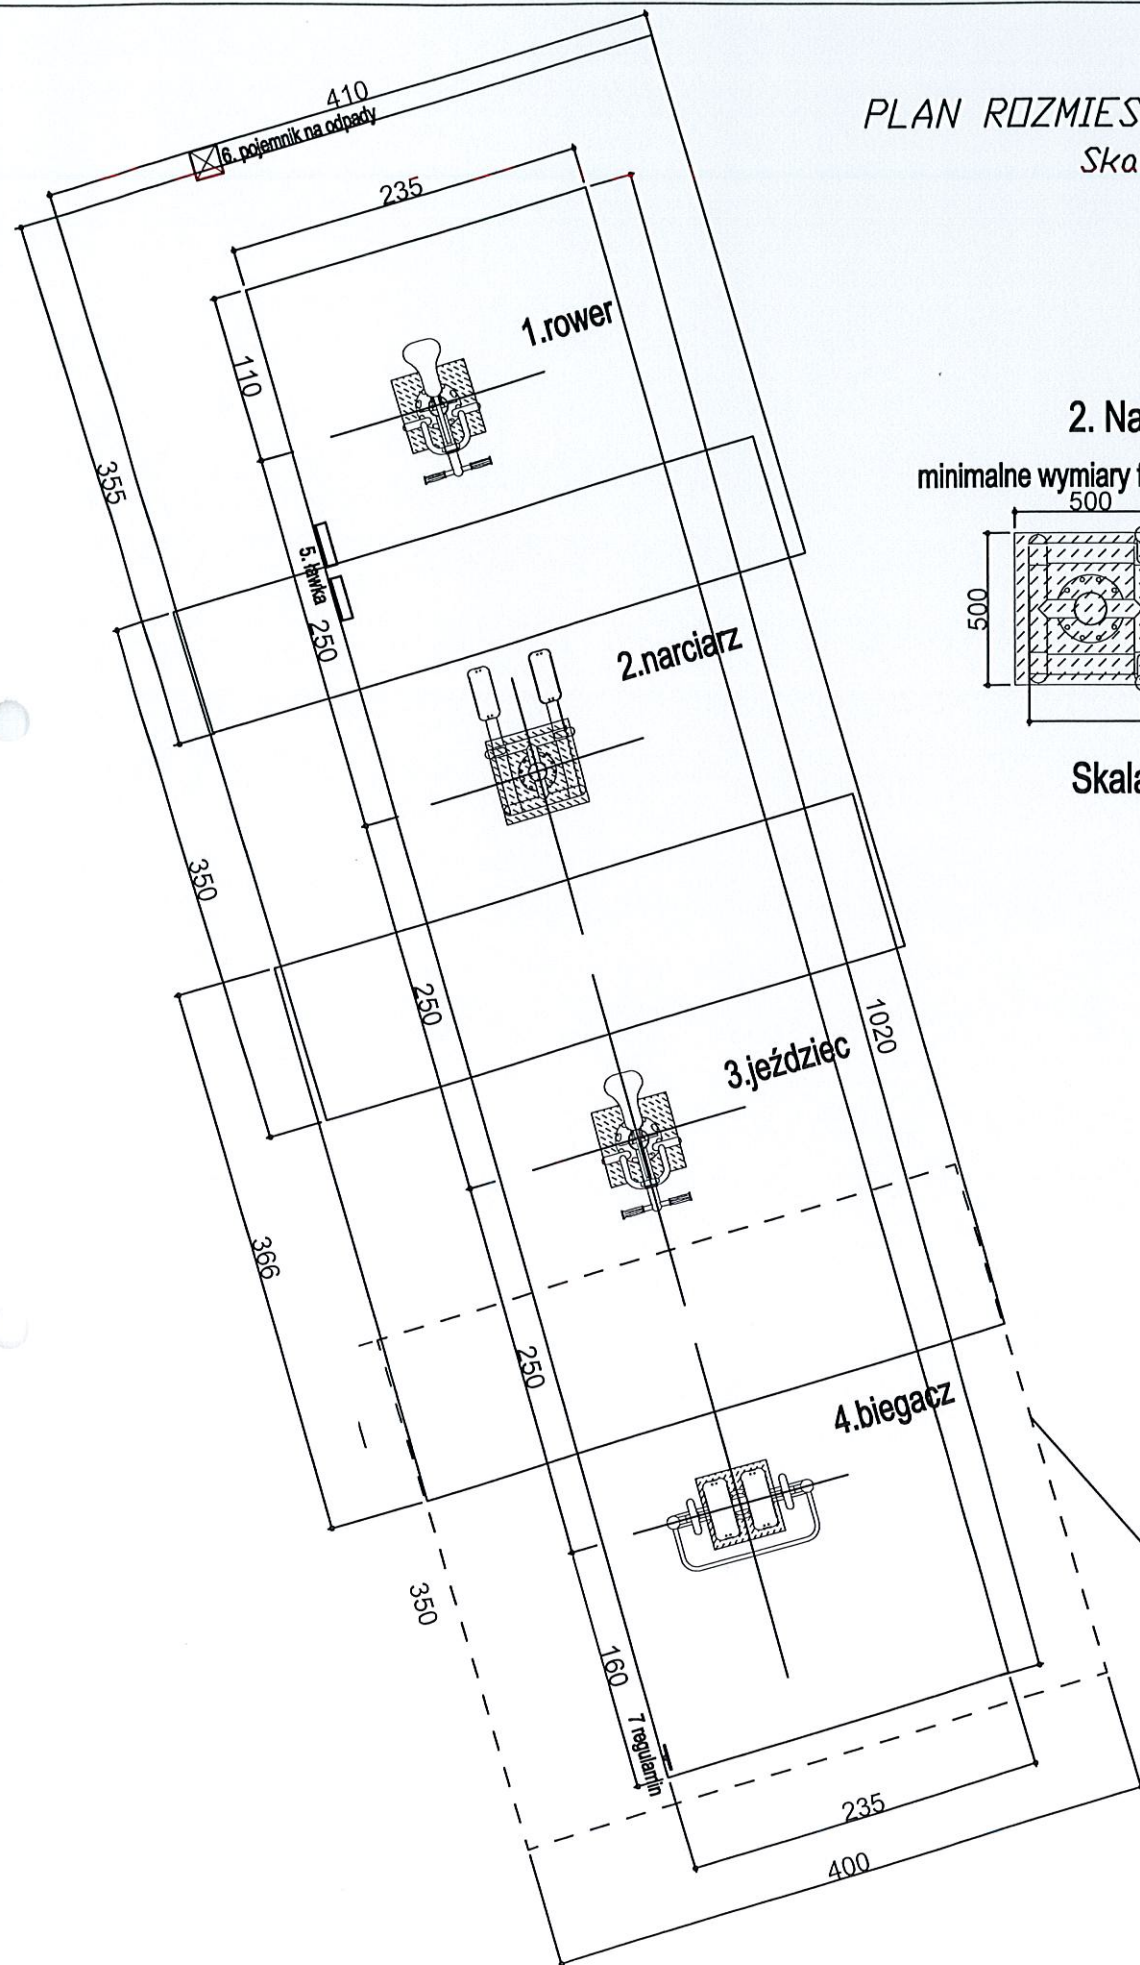 PLAN ROZMIES
Ska
410
6. pojemnik na odpady
235
1.rower
110
355
2. Na
minimalne wymiary f
500
500
5. ławka
250
2.narciarz
Skala
350
250
1020
3.jeździec
366
250
4.biegacz
350
160
7 regulamin
235
400